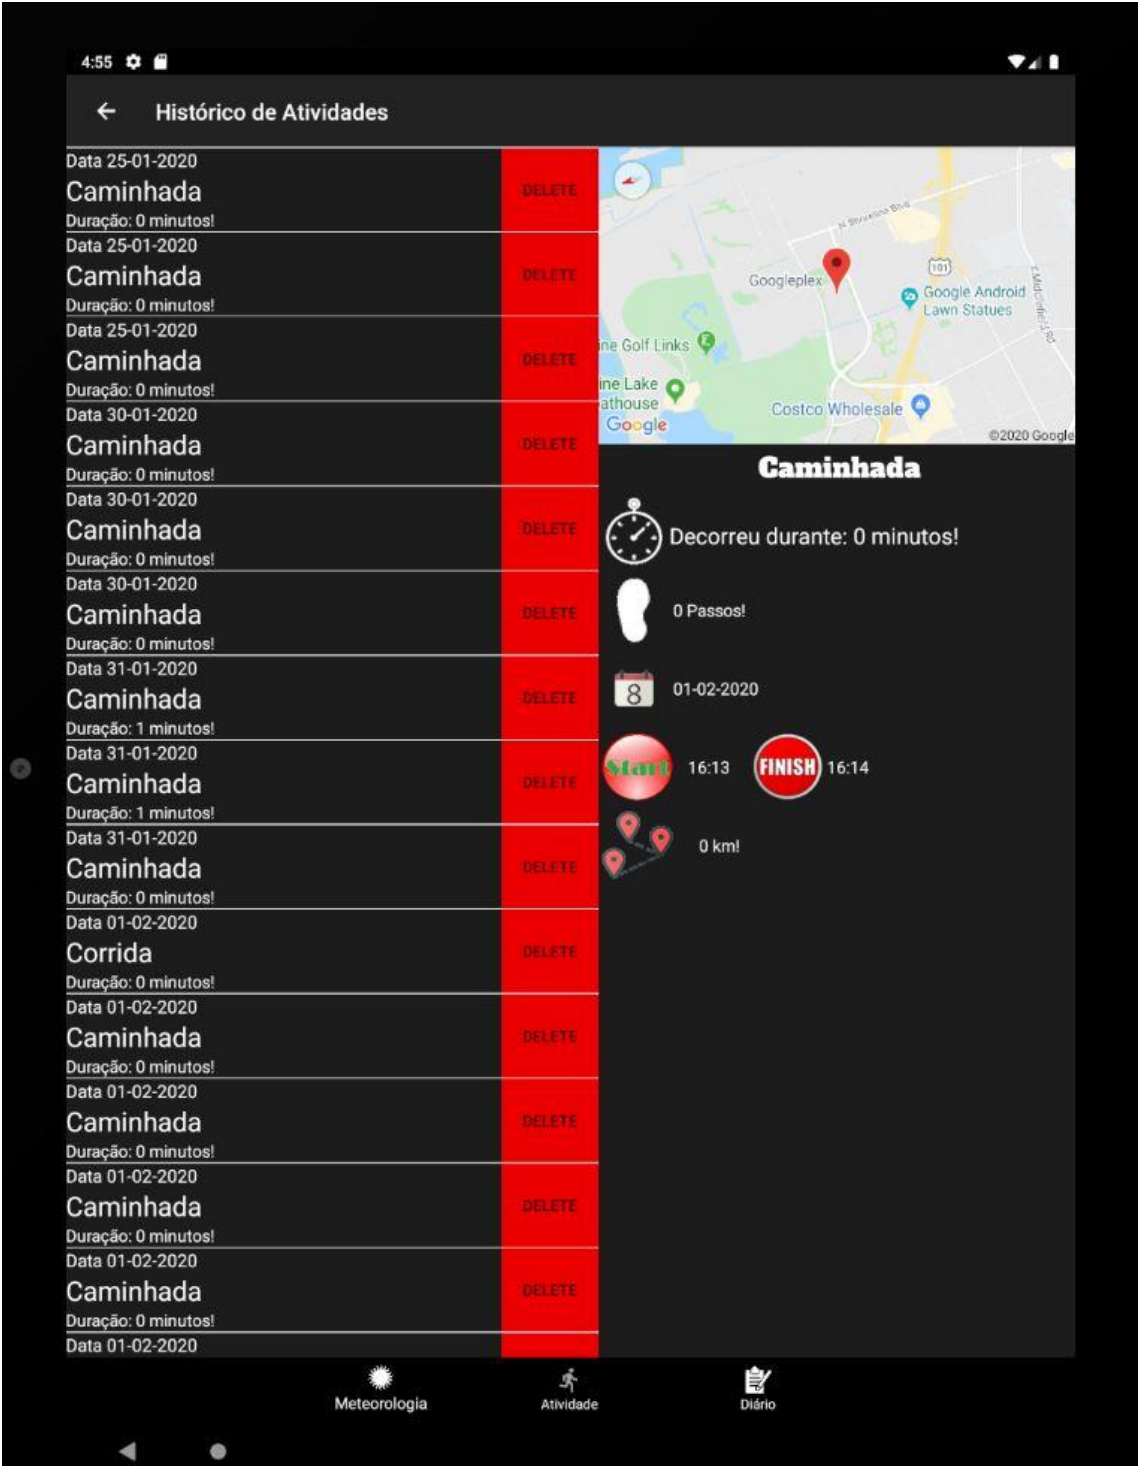 4:55
Histórico de Atividades
Data 25-01-2020
Caminhada
Duração: 0 minutos!
DELETE
Data 25-01-2020
Caminhada
Duração: 0 minutos!
DELETE
Data 25-01-2020
Caminhada
Duração: 0 minutos!
DELETE
Data 30-01-2020
Caminhada
Duração: 0 minutos!
DELETE
Data 30-01-2020
Caminhada
Duração: 0 minutos!
DELETE
Data 30-01-2020
Caminhada
Duração: 0 minutos!
DELETE
Data 31-01-2020
Caminhada
Duração: 1 minutos!
DELETE
Data 31-01-2020
Caminhada
Duração: 1 minutos!
DELETE
Data 31-01-2020
Caminhada
Duração: 0 minutos!
DELETE
Data 01-02-2020
Corrida
Duração: 0 minutos!
DELETE
Data 01-02-2020
Caminhada
Duração: 0 minutos!
DELETE
Data 01-02-2020
Caminhada
Duração: 0 minutos!
DELETE
Data 01-02-2020
Caminhada
Duração: 0 minutos!
DELETE
Data 01-02-2020
Caminhada
Duração: 0 minutos!
DELETE
Data 01-02-2020
N Shoreline Blvd
101
Googleplex
Google Android
Lawn Statues
E Middlefield Rd
ine Golf Links
ine Lake
athouse
Costco Wholesale
Google
©2020 Google
Caminhada
Decorreu durante: 0 minutos!
0 Passos!
8
01-02-2020
Start
16:13
FINISH
16:14
0 km!
Meteorologia
Atividade
Diário